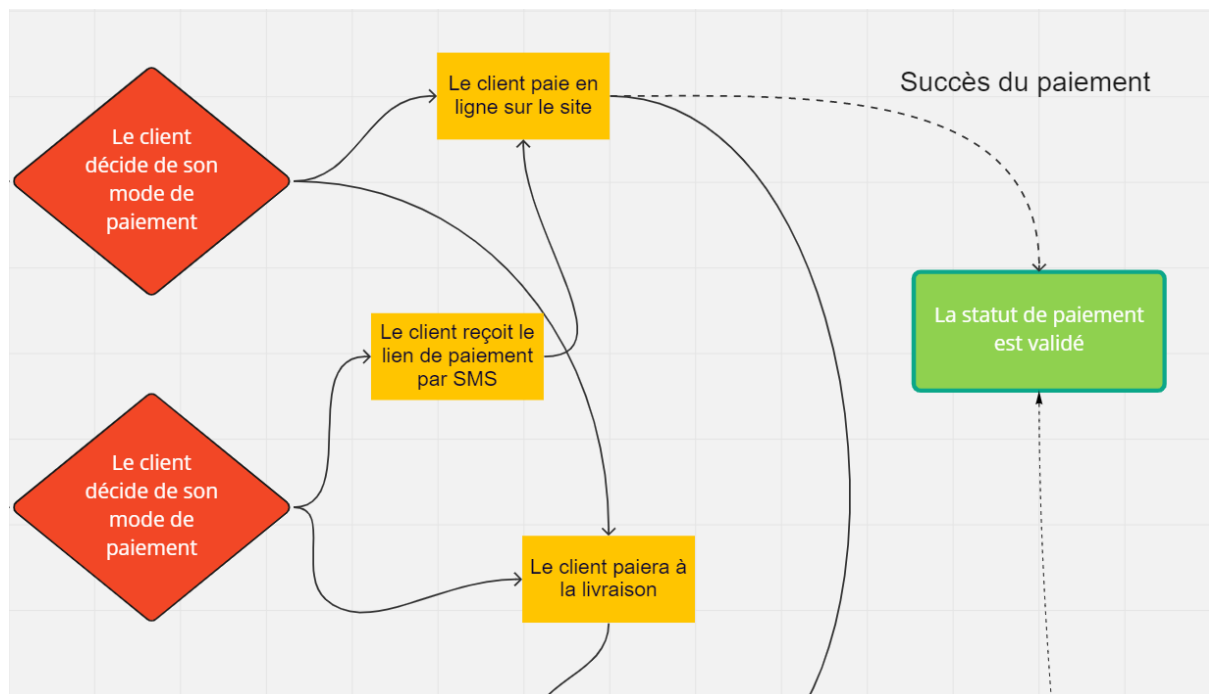 Le client paie en
ligne sur le site
Succès du paiement
Le client
décide de son
mode de
paiement
La statut de paiement
est validé
Le client reçoit le
lien de paiement
par SMS
Le client
décide de son
mode de
paiement
Le client paiera à
la livraison